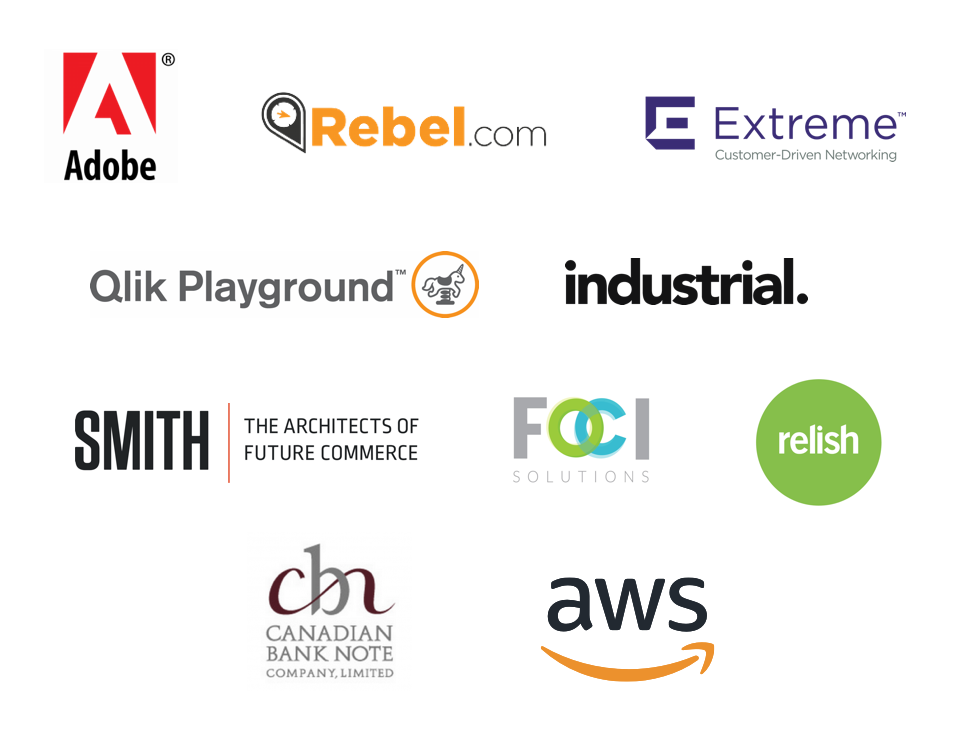 Adobe®
Rebel.com
Extreme™
Customer-Driven Networking
Qlik Playground™
industrial.
SMITH
THE ARCHITECTS OF
FUTURE COMMERCE
FOCI
SOLUTIONS
relish
cbn
CANADIAN
BANK NOTE
COMPANY, LIMITED
aws